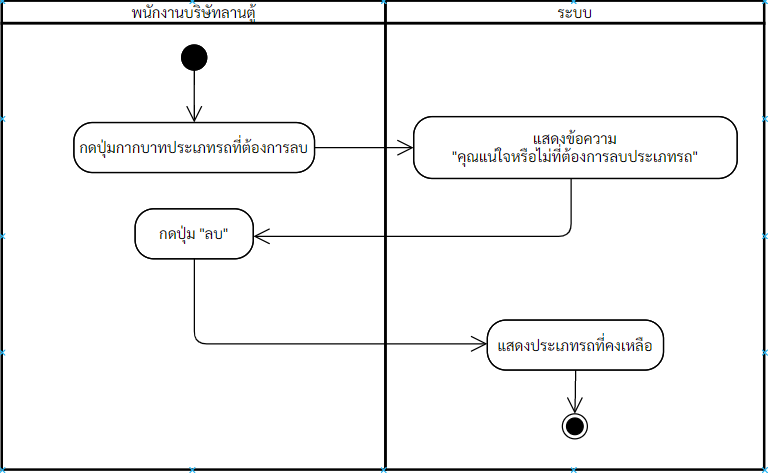 พนักงานบริษัทลานตู้
ระบบ
กดปุ่มกากบาทประเภทรถที่ต้องการลบ
แสดงข้อความ
"คุณแน่ใจหรือไม่ที่ต้องการลบประเภทรถ"
กดปุ่ม "ลบ"
แสดงประเภทรถที่คงเหลือ